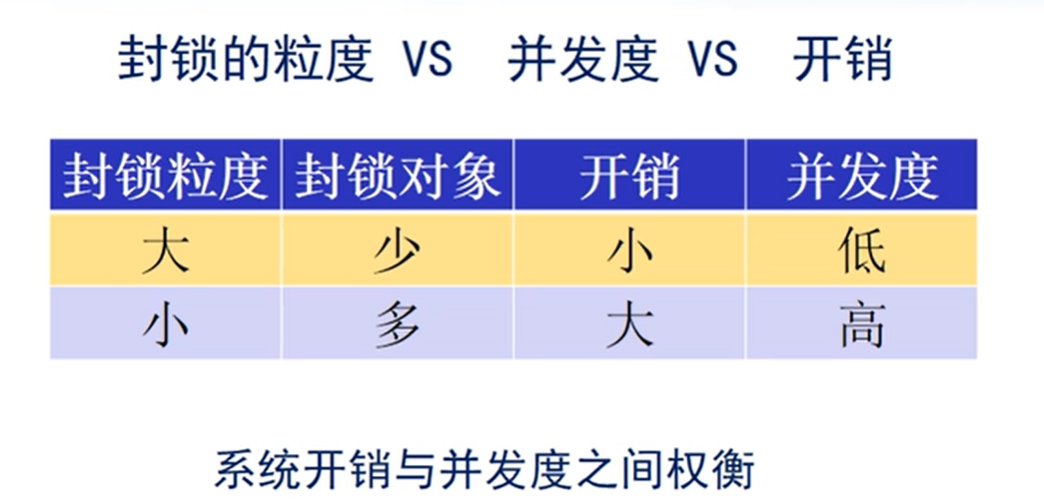 封锁的粒度 VS 并发度 VS 开销
封锁粒度 封锁对象 开销 并发度
大 少 小 低
小 多 大 高
系统开销与并发度之间权衡